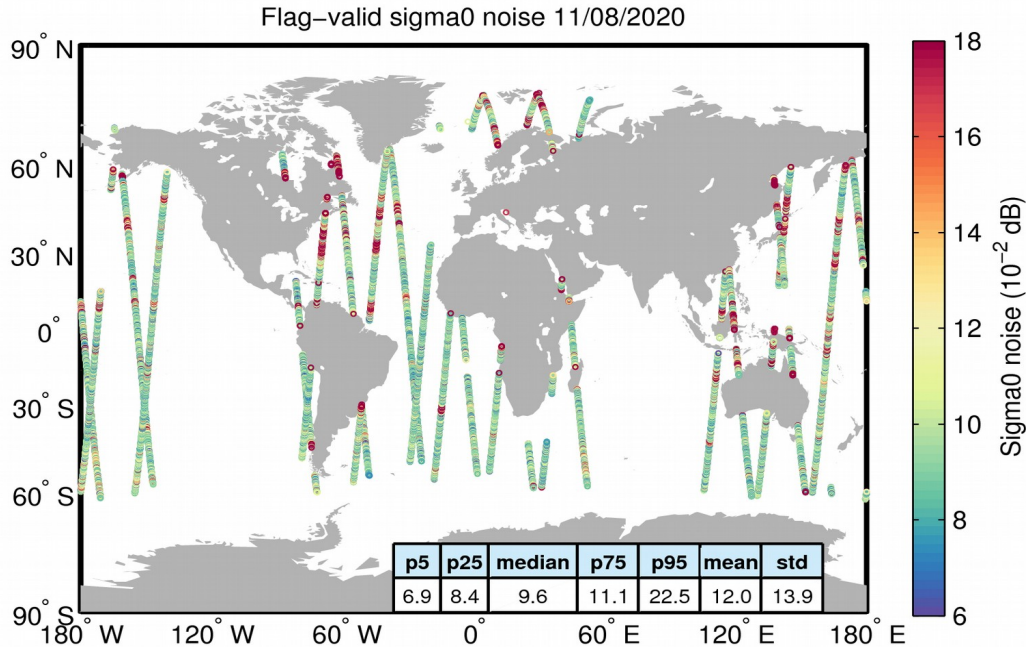 Flag−valid sigma0 noise 11/08/2020
90° N
60° N
30° N
0°
30° S
60° S
90° S
180° W 120° W 60° W 0° 60° E 120° E 180° E
p5 p25 median p75 p95 mean std
6.9 8.4 9.6 11.1 22.5 12.0 13.9
18
16
14
12
10
8
6
Sigma0 noise (10⁻² dB)